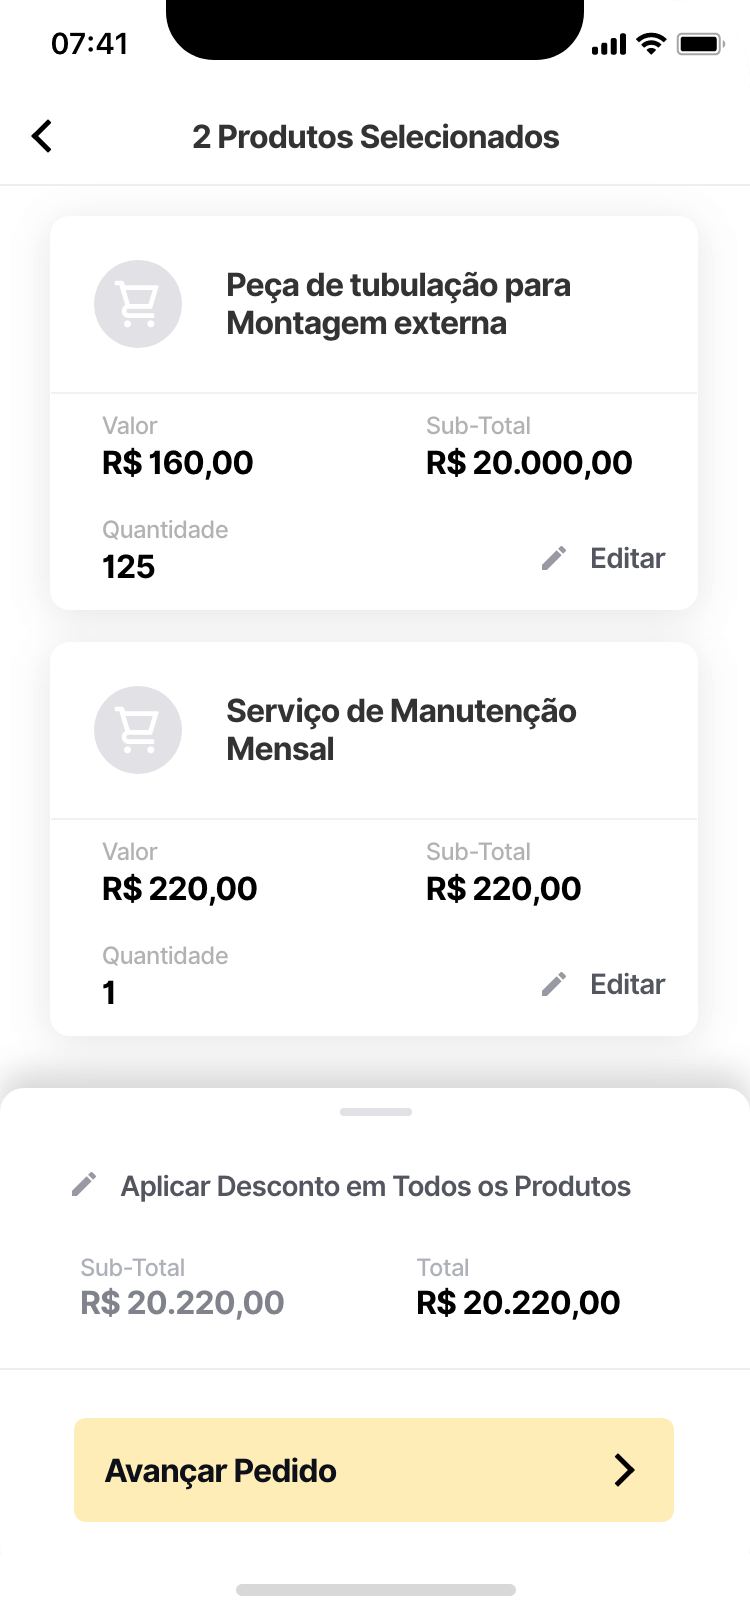 07:41
2 Produtos Selecionados
Peça de tubulação para
Montagem externa
Valor
Sub-Total
R$ 160,00
R$ 20.000,00
Quantidade
125
Editar
Serviço de Manutenção
Mensal
Valor
Sub-Total
R$ 220,00
R$ 220,00
Quantidade
1
Editar
Aplicar Desconto em Todos os Produtos
Sub-Total
Total
R$ 20.220,00
R$ 20.220,00
Avançar Pedido